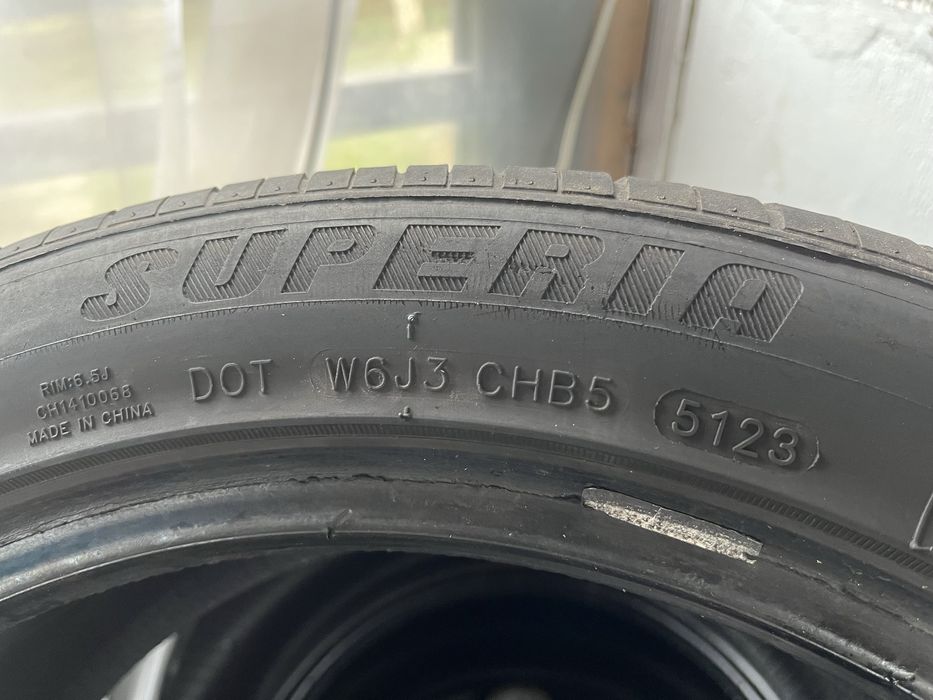 SUPERIA
RIM:6.5J
CH1410068
MADE IN CHINA
DOT W6J3 CHB5 5123